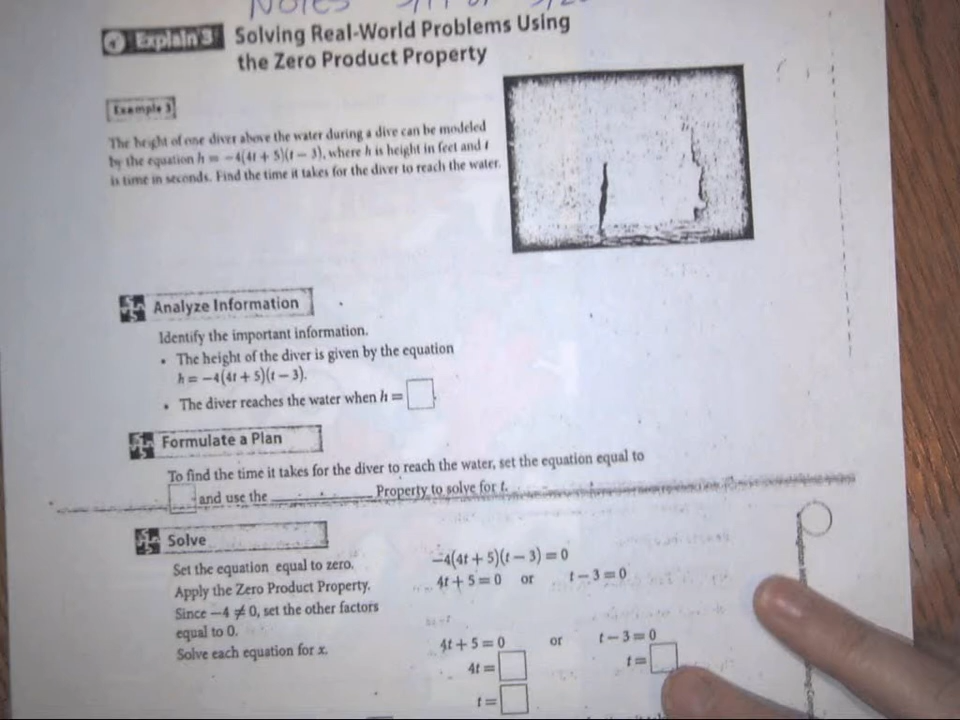 NOTES
Explain 3 Solving Real-World Problems Using
the Zero Product Property
Example 3
The height of one diver above the water during a dive can be modeled
by the equation h = −4(4t + 5)(t − 3), where h is height in feet and t
is time in seconds. Find the time it takes for the diver to reach the water.
Analyze Information
Identify the important information.
• The height of the diver is given by the equation
h = −4(4t + 5)(t − 3).
• The diver reaches the water when h = .
Formulate a Plan
To find the time it takes for the diver to reach the water, set the equation equal to
and use the ____________ Property to solve for t.
Solve
Set the equation equal to zero. −4(4t + 5)(t − 3) = 0
Apply the Zero Product Property. 4t + 5 = 0 or t − 3 = 0
Since −4 ≠ 0, set the other factors
equal to 0.
Solve each equation for x. 4t + 5 = 0 or t − 3 = 0
4t = t =
t =